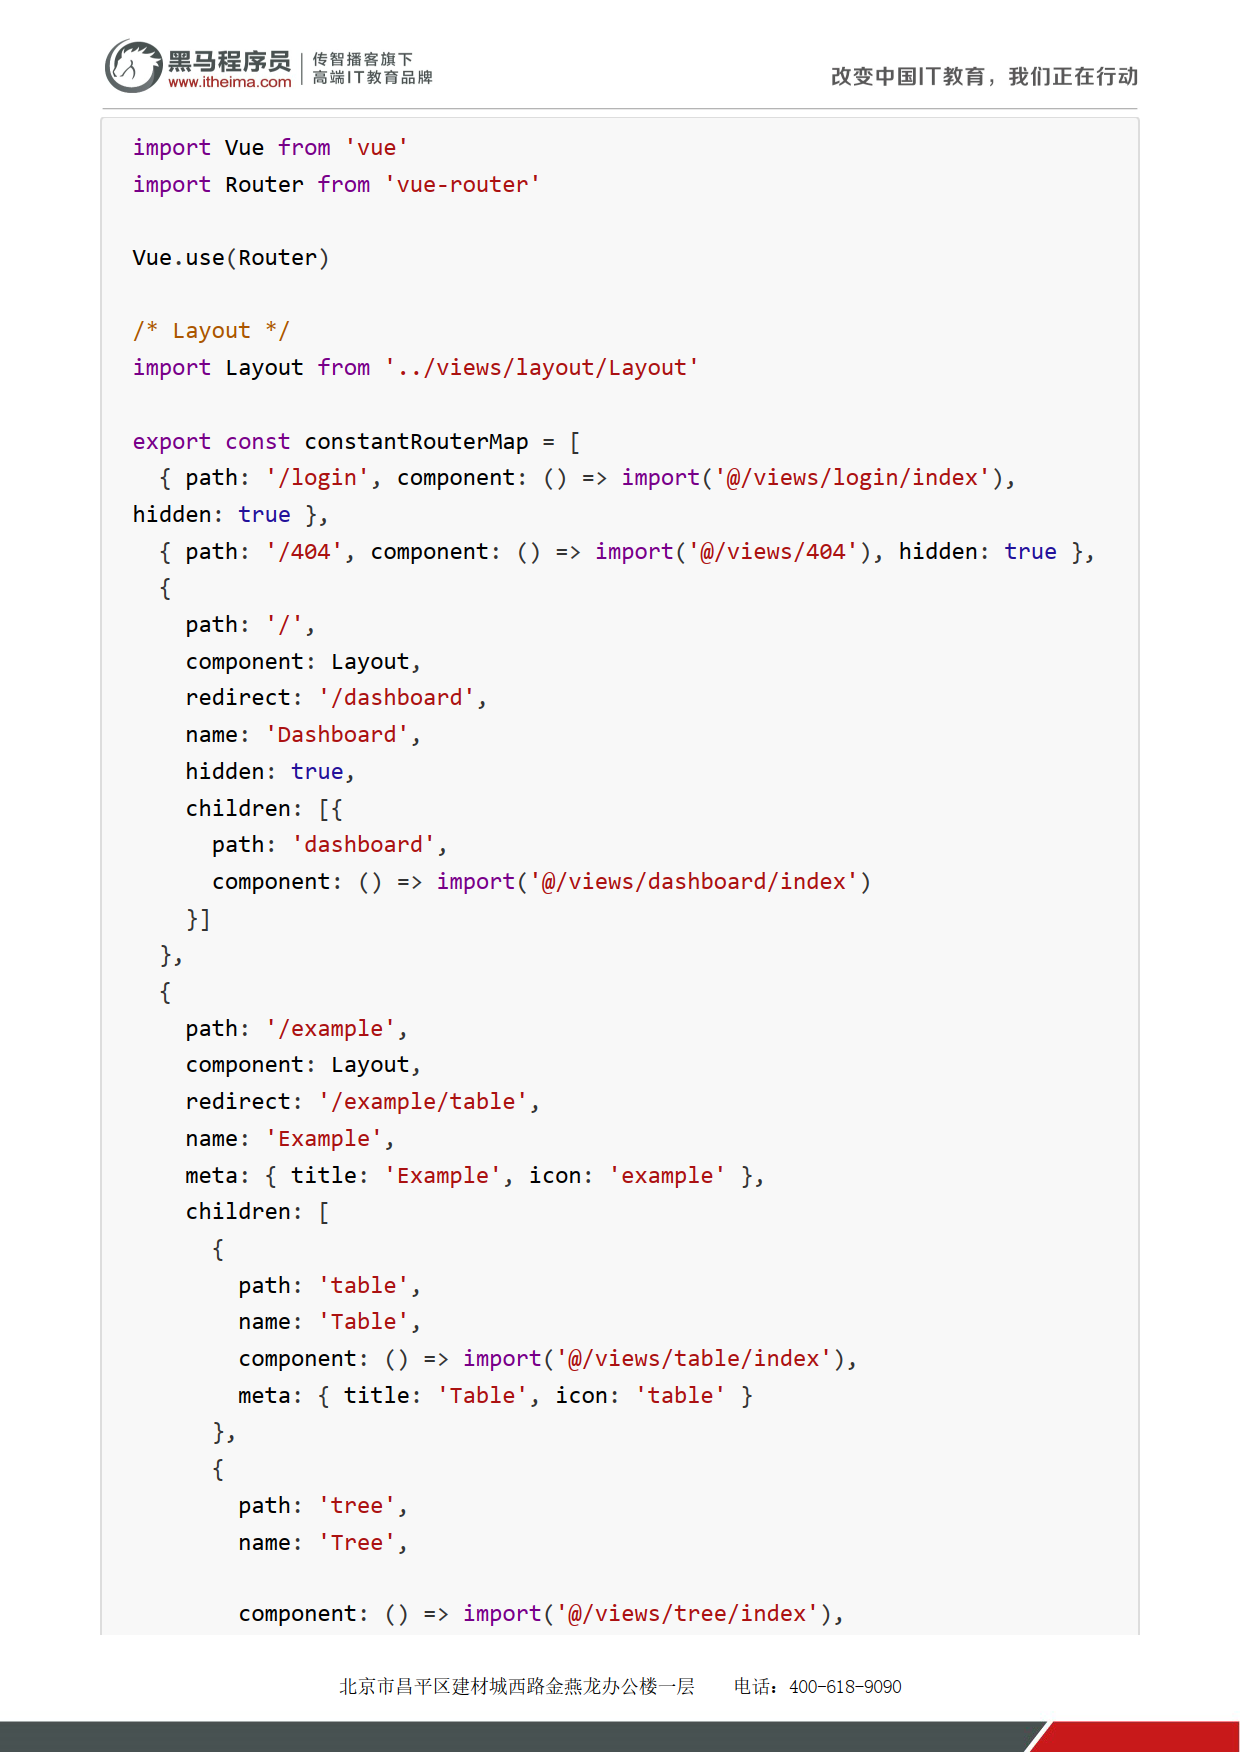 黑马程序员
www.itheima.com
传智播客旗下
高端IT教育品牌
改变中国IT教育，我们正在行动
import Vue from 'vue'
import Router from 'vue-router'
Vue.use(Router)
/* Layout */
import Layout from '../views/layout/Layout'
export const constantRouterMap = [
  { path: '/login', component: () => import('@/views/login/index'),
hidden: true },
  { path: '/404', component: () => import('@/views/404'), hidden: true },
  {
    path: '/',
    component: Layout,
    redirect: '/dashboard',
    name: 'Dashboard',
    hidden: true,
    children: [{
      path: 'dashboard',
      component: () => import('@/views/dashboard/index')
    }]
  },
  {
    path: '/example',
    component: Layout,
    redirect: '/example/table',
    name: 'Example',
    meta: { title: 'Example', icon: 'example' },
    children: [
      {
        path: 'table',
        name: 'Table',
        component: () => import('@/views/table/index'),
        meta: { title: 'Table', icon: 'table' }
      },
      {
        path: 'tree',
        name: 'Tree',
        component: () => import('@/views/tree/index'),
北京市昌平区建材城西路金燕龙办公楼一层 电话：400-618-9090